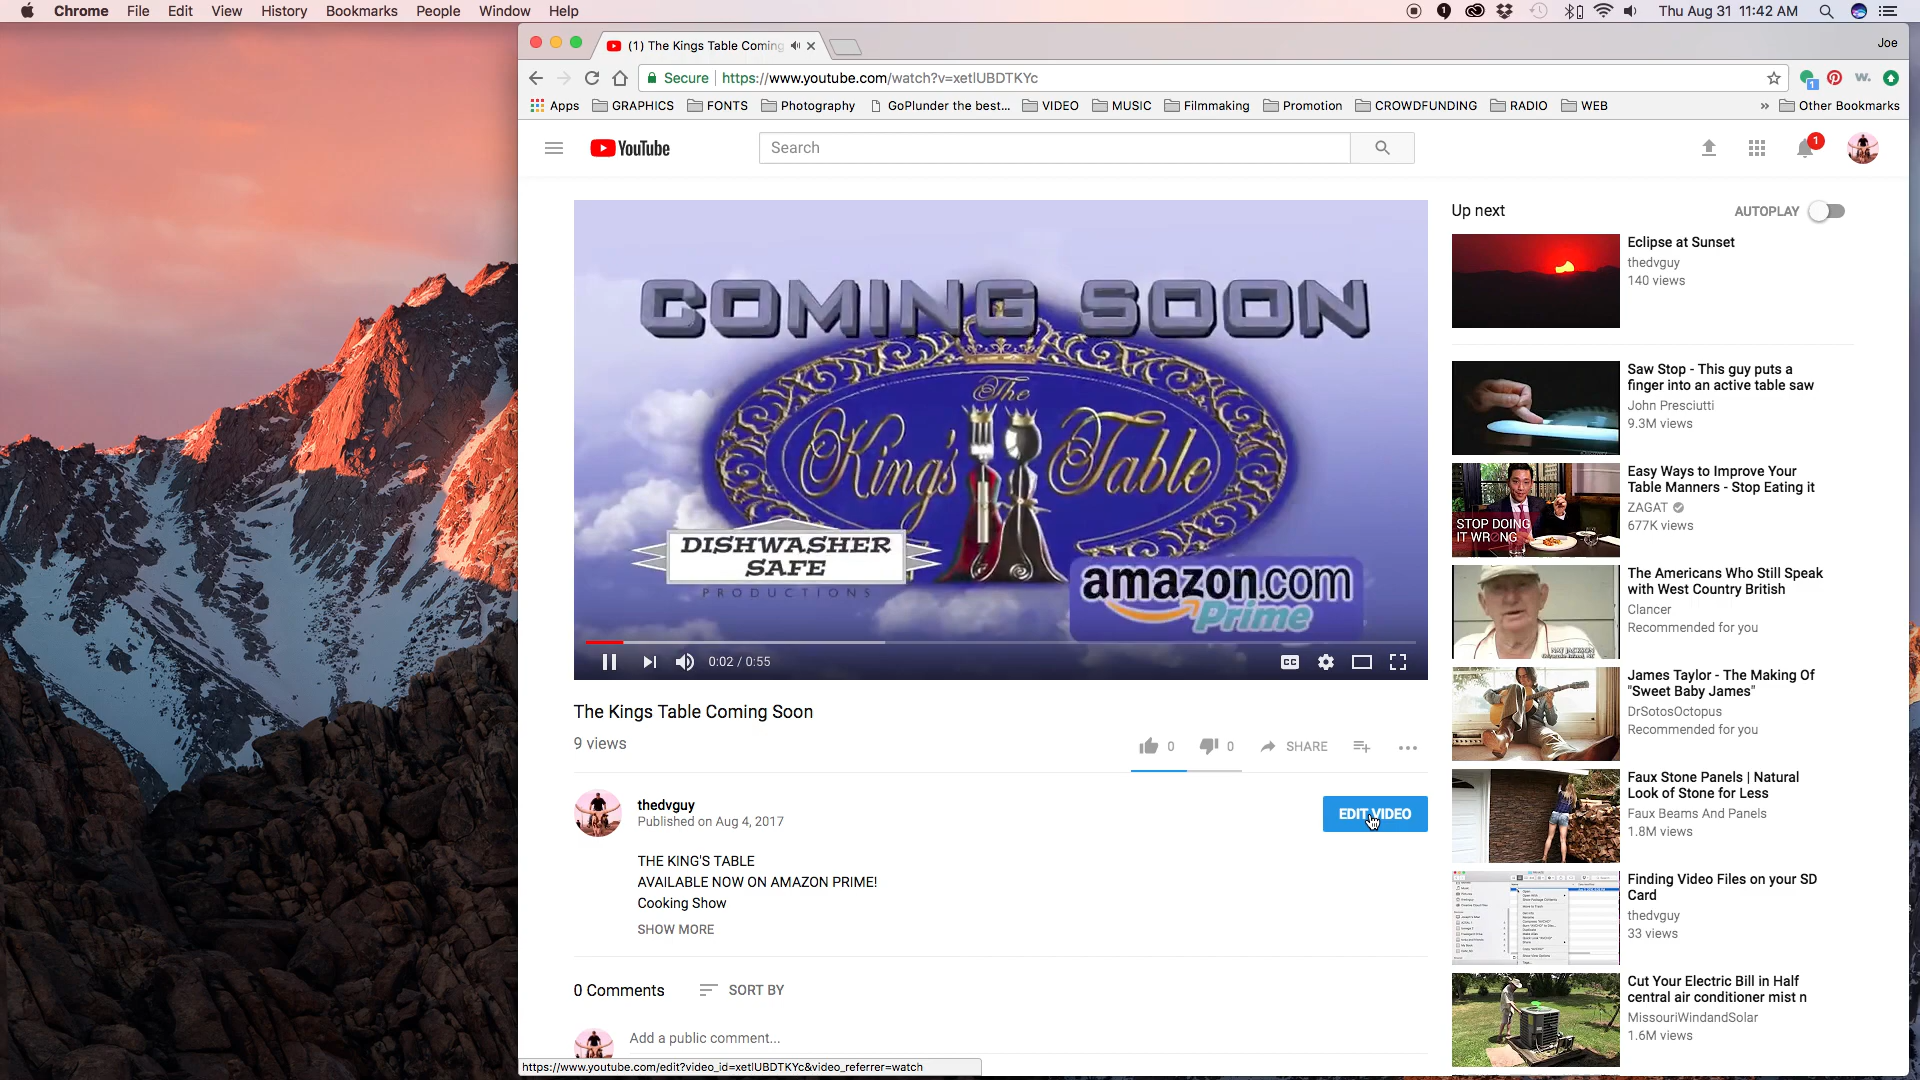 Chrome File Edit View History Bookmarks People Window Help
1
Thu Aug 31 11:42 AM
(1) The Kings Table Coming
Joe
Secure https://www.youtube.com/watch?v=xetlUBDTKYc
W.
1
Apps GRAPHICS FONTS Photography GoPlunder the best... VIDEO MUSIC Filmmaking Promotion CROWDFUNDING RADIO WEB » Other Bookmarks
YouTube
Search
1
COMING SOON
The
King's Table
DISHWASHER
SAFE
PRODUCTIONS
amazon.com
Prime
0:02 / 0:55
CC
The Kings Table Coming Soon
9 views
0 0 SHARE
thedvguy
Published on Aug 4, 2017
EDIT VIDEO
THE KING'S TABLE
AVAILABLE NOW ON AMAZON PRIME!
Cooking Show
SHOW MORE
0 Comments SORT BY
Add a public comment...
https://www.youtube.com/edit?video_id=xetlUBDTKYc&video_referrer=watch
Up next
AUTOPLAY
Eclipse at Sunset
thedvguy
140 views
Saw Stop - This guy puts a
finger into an active table saw
John Presciutti
9.3M views
STOP DOING
IT WRONG
Easy Ways to Improve Your
Table Manners - Stop Eating it
ZAGAT
677K views
The Americans Who Still Speak
with West Country British
Clancer
Recommended for you
James Taylor - The Making Of
"Sweet Baby James"
DrSotosOctopus
Recommended for you
Faux Stone Panels | Natural
Look of Stone for Less
Faux Beams And Panels
1.8M views
Finding Video Files on your SD
Card
thedvguy
33 views
Cut Your Electric Bill in Half
central air conditioner mist n
MissouriWindandSolar
1.6M views